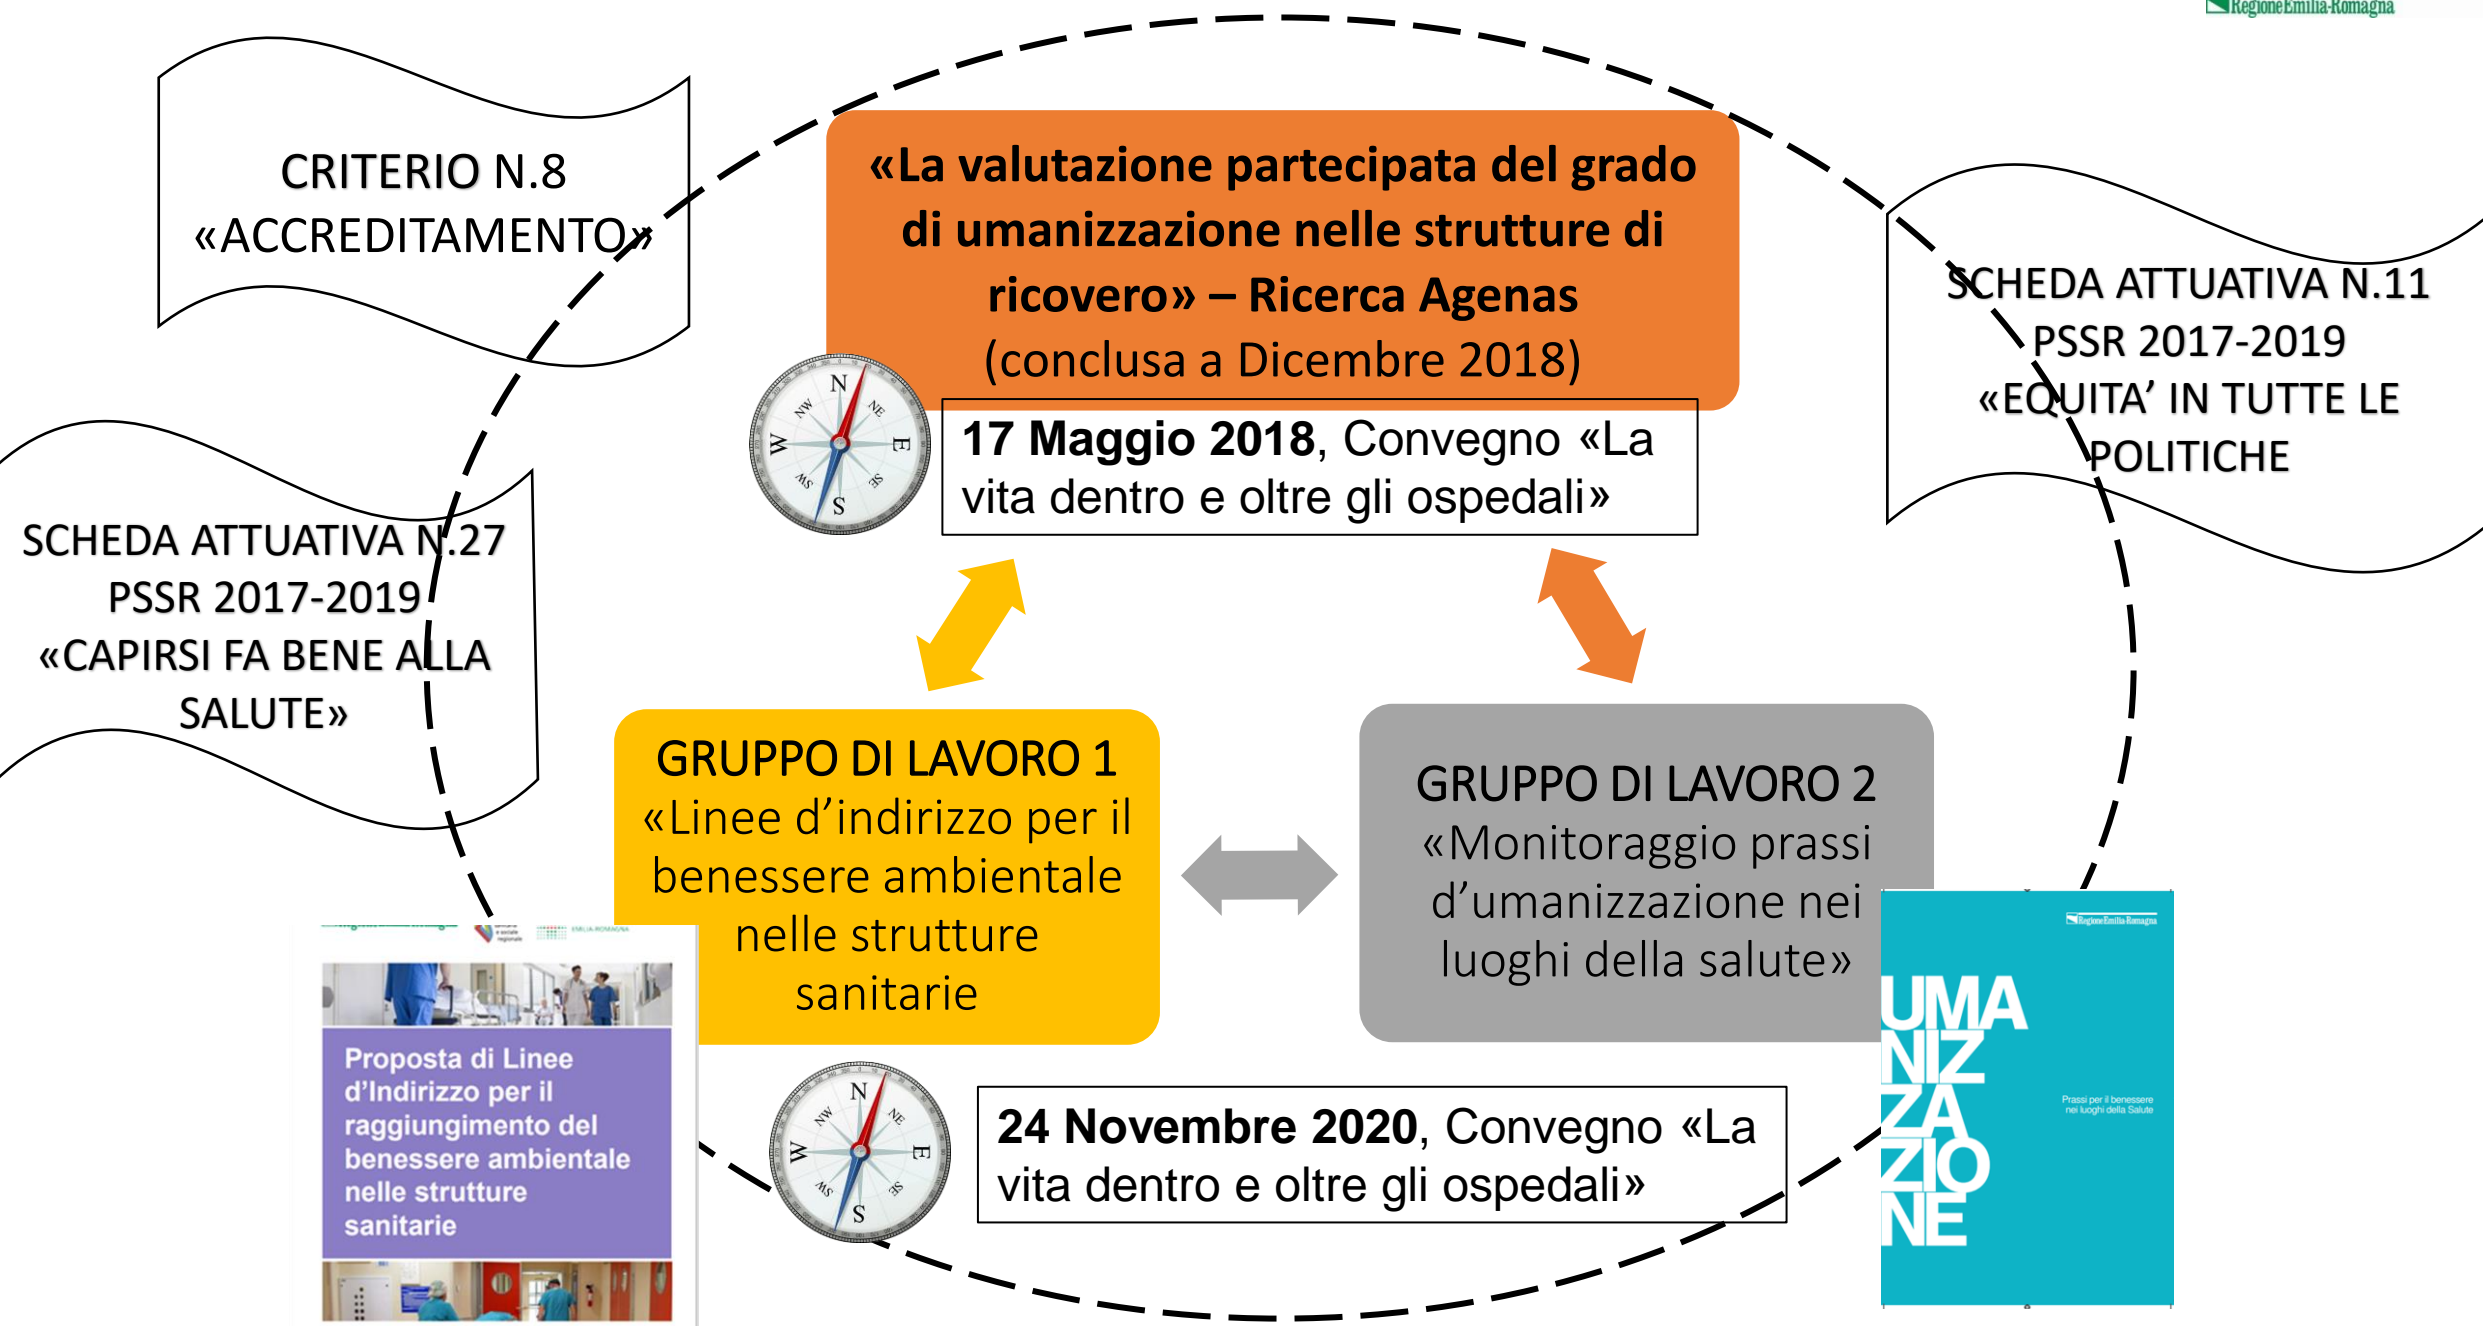 RegioneEmilia-Romagna
CRITERIO N.8
«ACCREDITAMENTO»
«La valutazione partecipata del grado
di umanizzazione nelle strutture di
ricovero» – Ricerca Agenas
(conclusa a Dicembre 2018)
17 Maggio 2018, Convegno «La
vita dentro e oltre gli ospedali»
SCHEDA ATTUATIVA N.11
PSSR 2017-2019
«EQUITA’ IN TUTTE LE
POLITICHE
SCHEDA ATTUATIVA N.27
PSSR 2017-2019
«CAPIRSI FA BENE ALLA
SALUTE»
GRUPPO DI LAVORO 1
«Linee d’indirizzo per il
benessere ambientale
nelle strutture
sanitarie
GRUPPO DI LAVORO 2
«Monitoraggio prassi
d’umanizzazione nei
luoghi della salute»
e sociale
regionale
EMILIA-ROMAGNA
Proposta di Linee
d’Indirizzo per il
raggiungimento del
benessere ambientale
nelle strutture
sanitarie
24 Novembre 2020, Convegno «La
vita dentro e oltre gli ospedali»
RegioneEmilia-Romagna
UMA
NIZ
ZA
ZIO
NE
Prassi per il benessere
nei luoghi della Salute
N
NE
E
SE
S
SW
W
NW
N
NE
E
SE
S
SW
W
NW